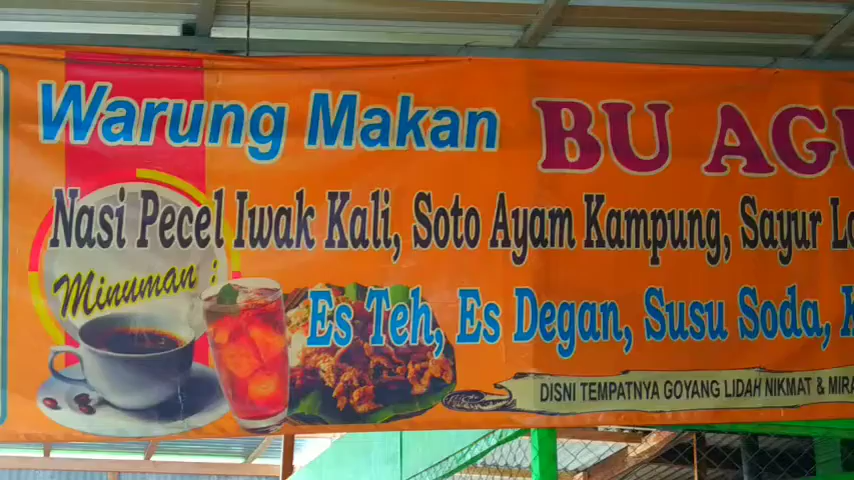 Warung Makan BU AGU
Nasi Pecel Iwak Kali, Soto Ayam Kampung, Sayur
Minuman :
Es Teh, Es Degan, Susu Soda,
DISNI TEMPATNYA GOYANG LIDAH NIKMAT & MIRA